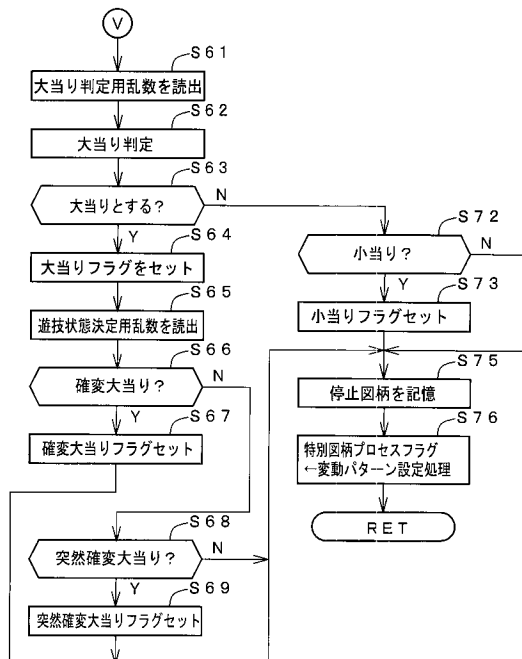 V
S61
大当り判定用乱数を読出
S62
大当り判定
S63
大当りとする？
N
Y
S64
大当りフラグをセット
S65
遊技状態決定用乱数を読出
S66
確変大当り？
N
Y
S67
確変大当りフラグセット
S68
突然確変大当り？
N
Y
S69
突然確変大当りフラグセット
S72
小当り？
N
Y
S73
小当りフラグセット
S75
停止図柄を記憶
S76
特別図柄プロセスフラグ
←変動パターン設定処理
RET